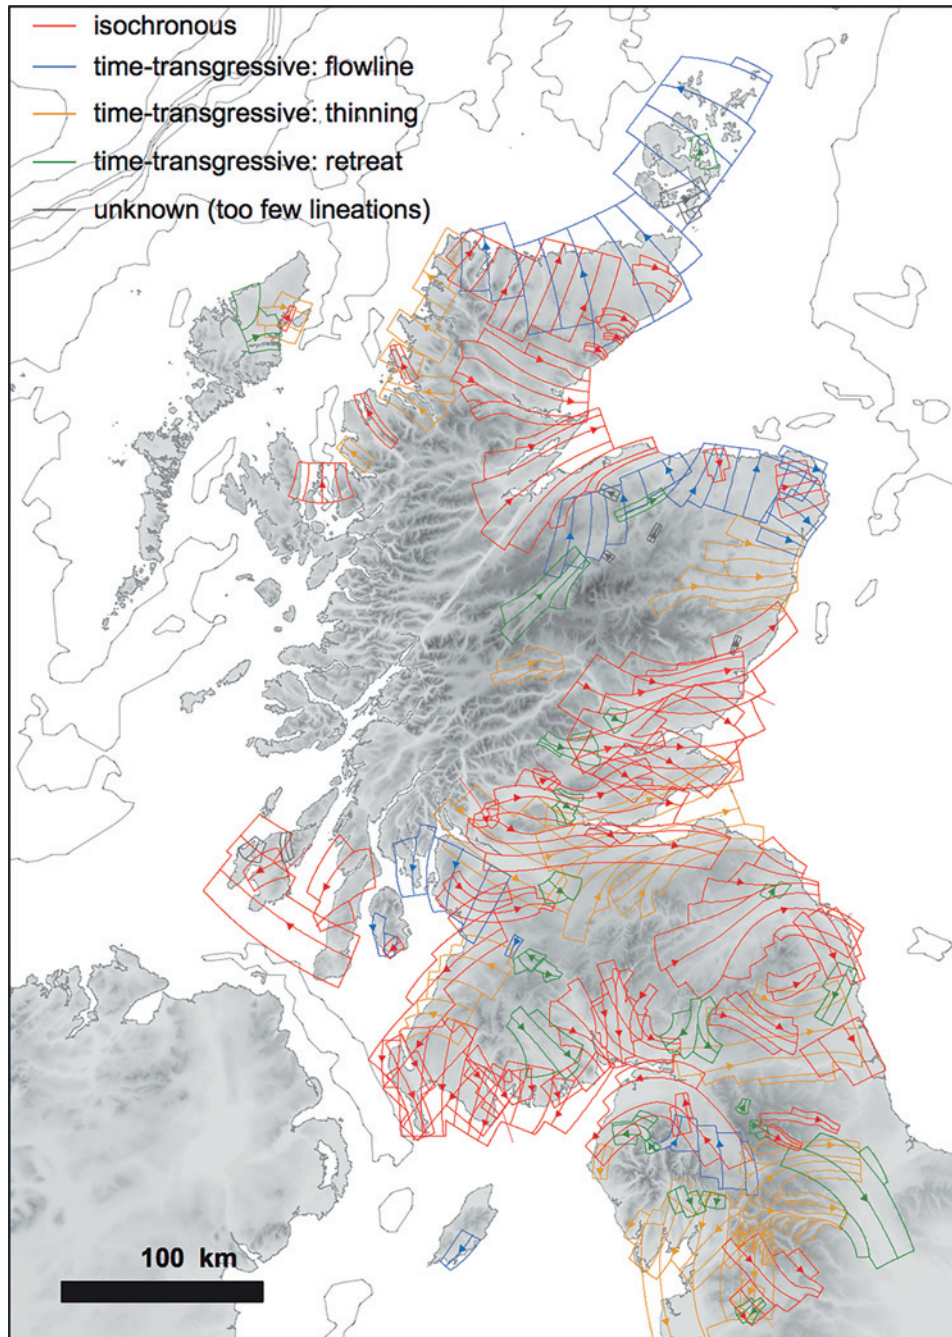 isochronous
time-transgressive: flowline
time-transgressive: thinning
time-transgressive: retreat
unknown (too few lineations)
100 km